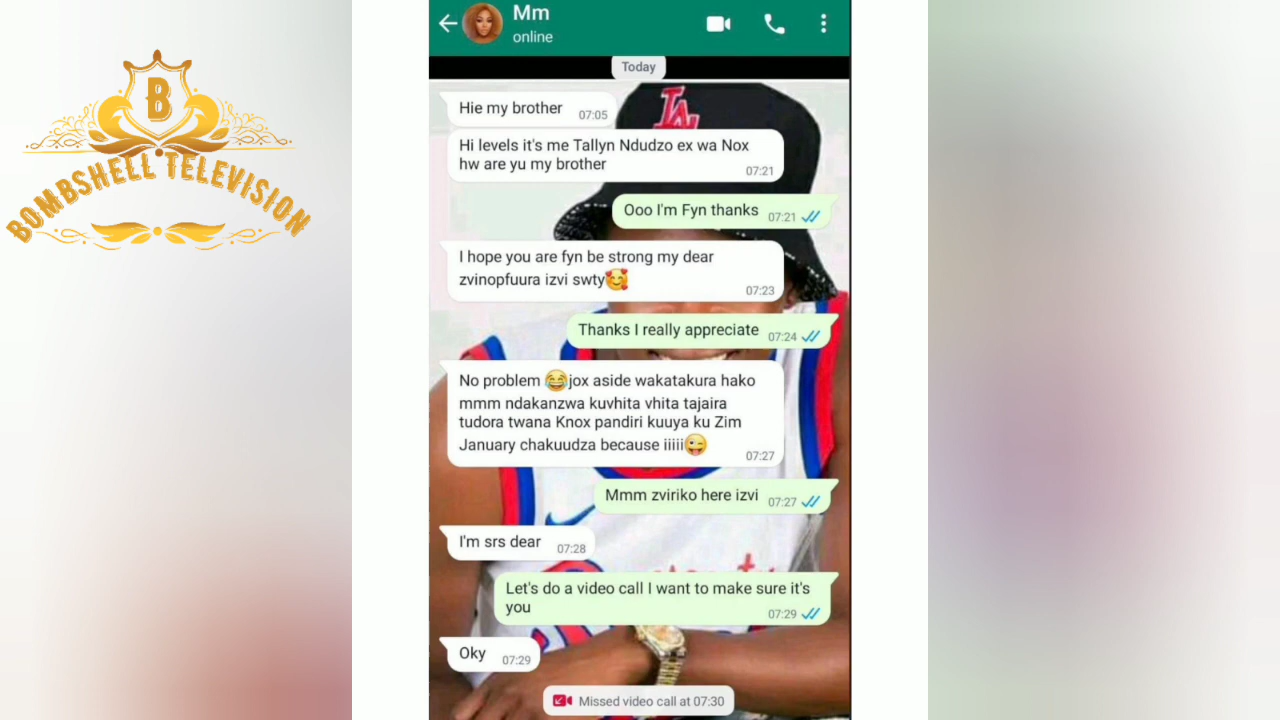 B
BOMBSHELL TELEVISION
Mm
online
Today
Hie my brother 07:05
Hi levels it's me Tallyn Ndudzo ex wa Nox
hw are yu my brother
07:21
Ooo I'm Fyn thanks 07:21
I hope you are fyn be strong my dear
zvinopfuura izvi swty🥰
07:23
Thanks I really appreciate 07:24
No problem 😂jox aside wakatakura hako
mmm ndakanzwa kuvhita vhita tajaira
tudora twana Knox pandiri kuuya ku Zim
January chakuudza because iiiii😜
07:27
Mmm zviriko here izvi 07:27
I'm srs dear 07:28
Let's do a video call I want to make sure it's
you
07:29
Oky 07:29
Missed video call at 07:30